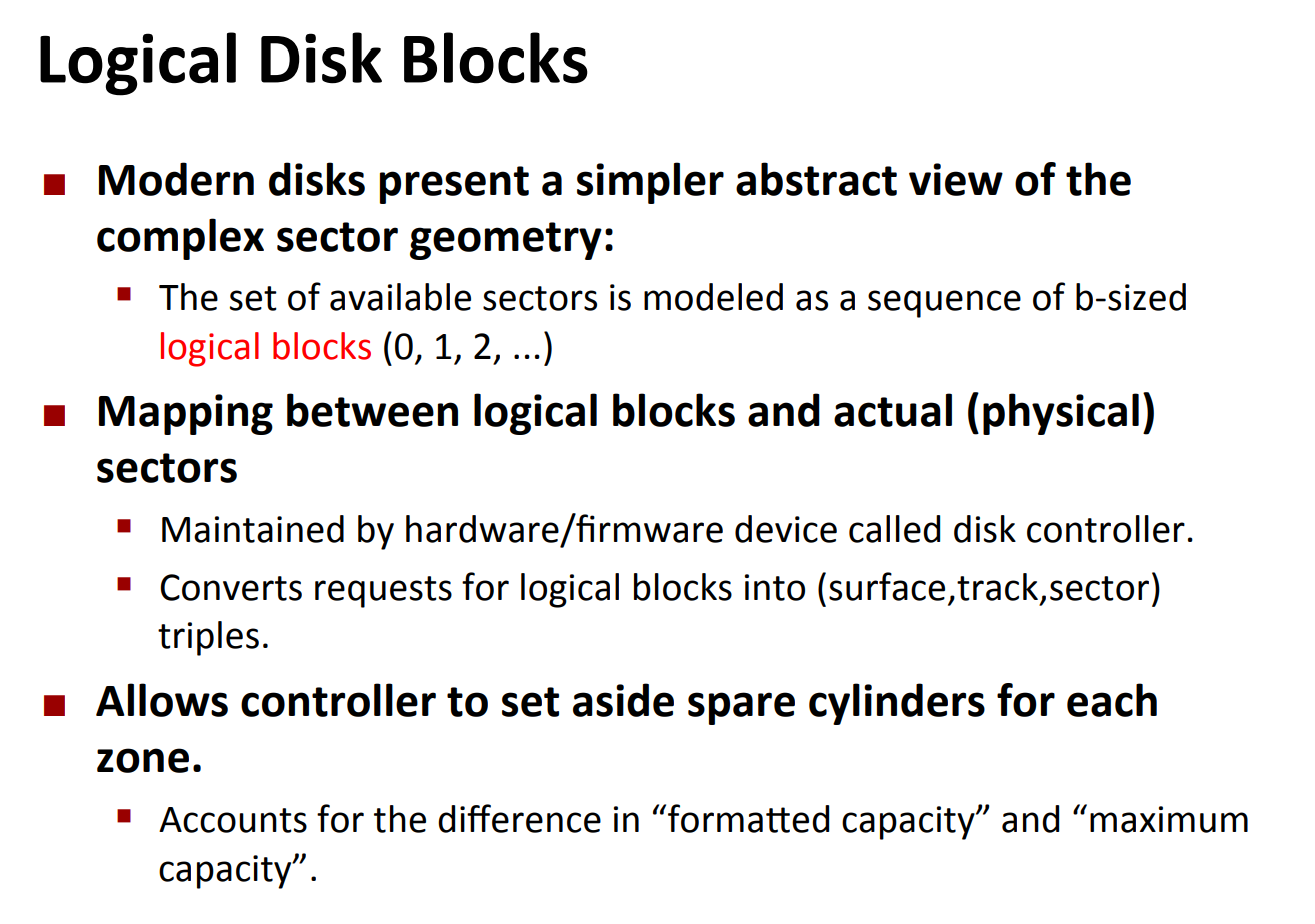 Logical Disk Blocks
Modern disks present a simpler abstract view of the
complex sector geometry:
The set of available sectors is modeled as a sequence of b-sized
logical blocks (0, 1, 2, ...)
Mapping between logical blocks and actual (physical)
sectors
Maintained by hardware/firmware device called disk controller.
Converts requests for logical blocks into (surface,track,sector)
triples.
Allows controller to set aside spare cylinders for each
zone.
Accounts for the difference in “formatted capacity” and “maximum
capacity”.